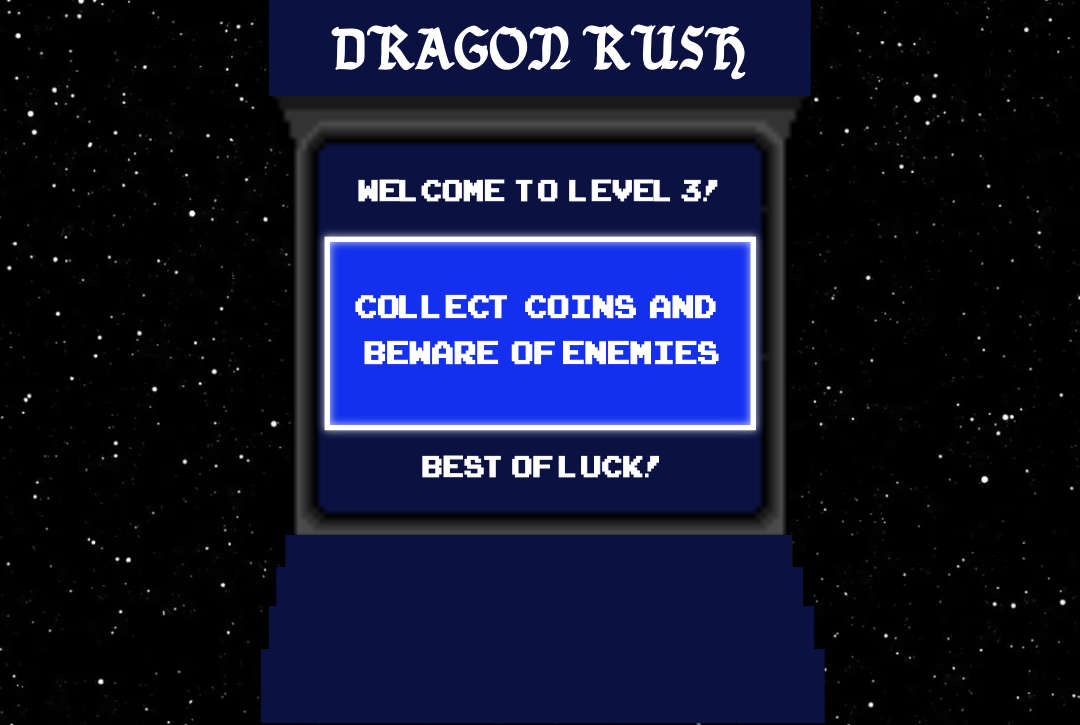 DRAGON RUSH
WELCOME TO LEVEL 3!
COLLECT COINS AND
BEWARE OF ENEMIES
BEST OF LUCK!